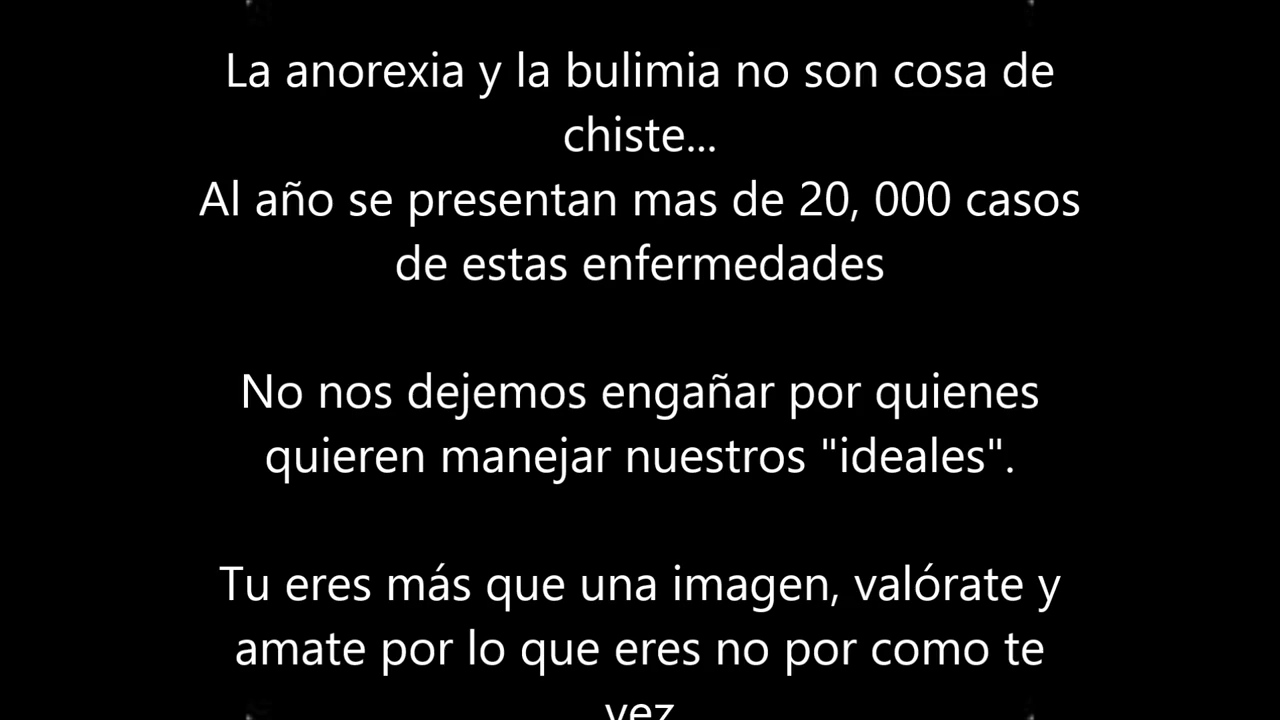 La anorexia y la bulimia no son cosa de
chiste...
Al año se presentan mas de 20, 000 casos
de estas enfermedades
No nos dejemos engañar por quienes
quieren manejar nuestros "ideales".
Tu eres más que una imagen, valórate y
amate por lo que eres no por como te
vez